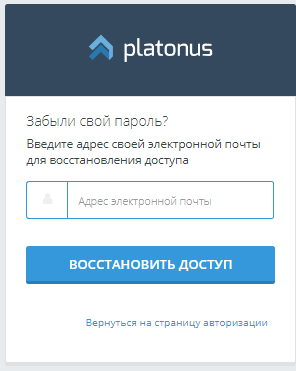 platonus
Забыли свой пароль?
Введите адрес своей электронной почты
для восстановления доступа
Адрес электронной почты
ВОССТАНОВИТЬ ДОСТУП
Вернуться на страницу авторизации